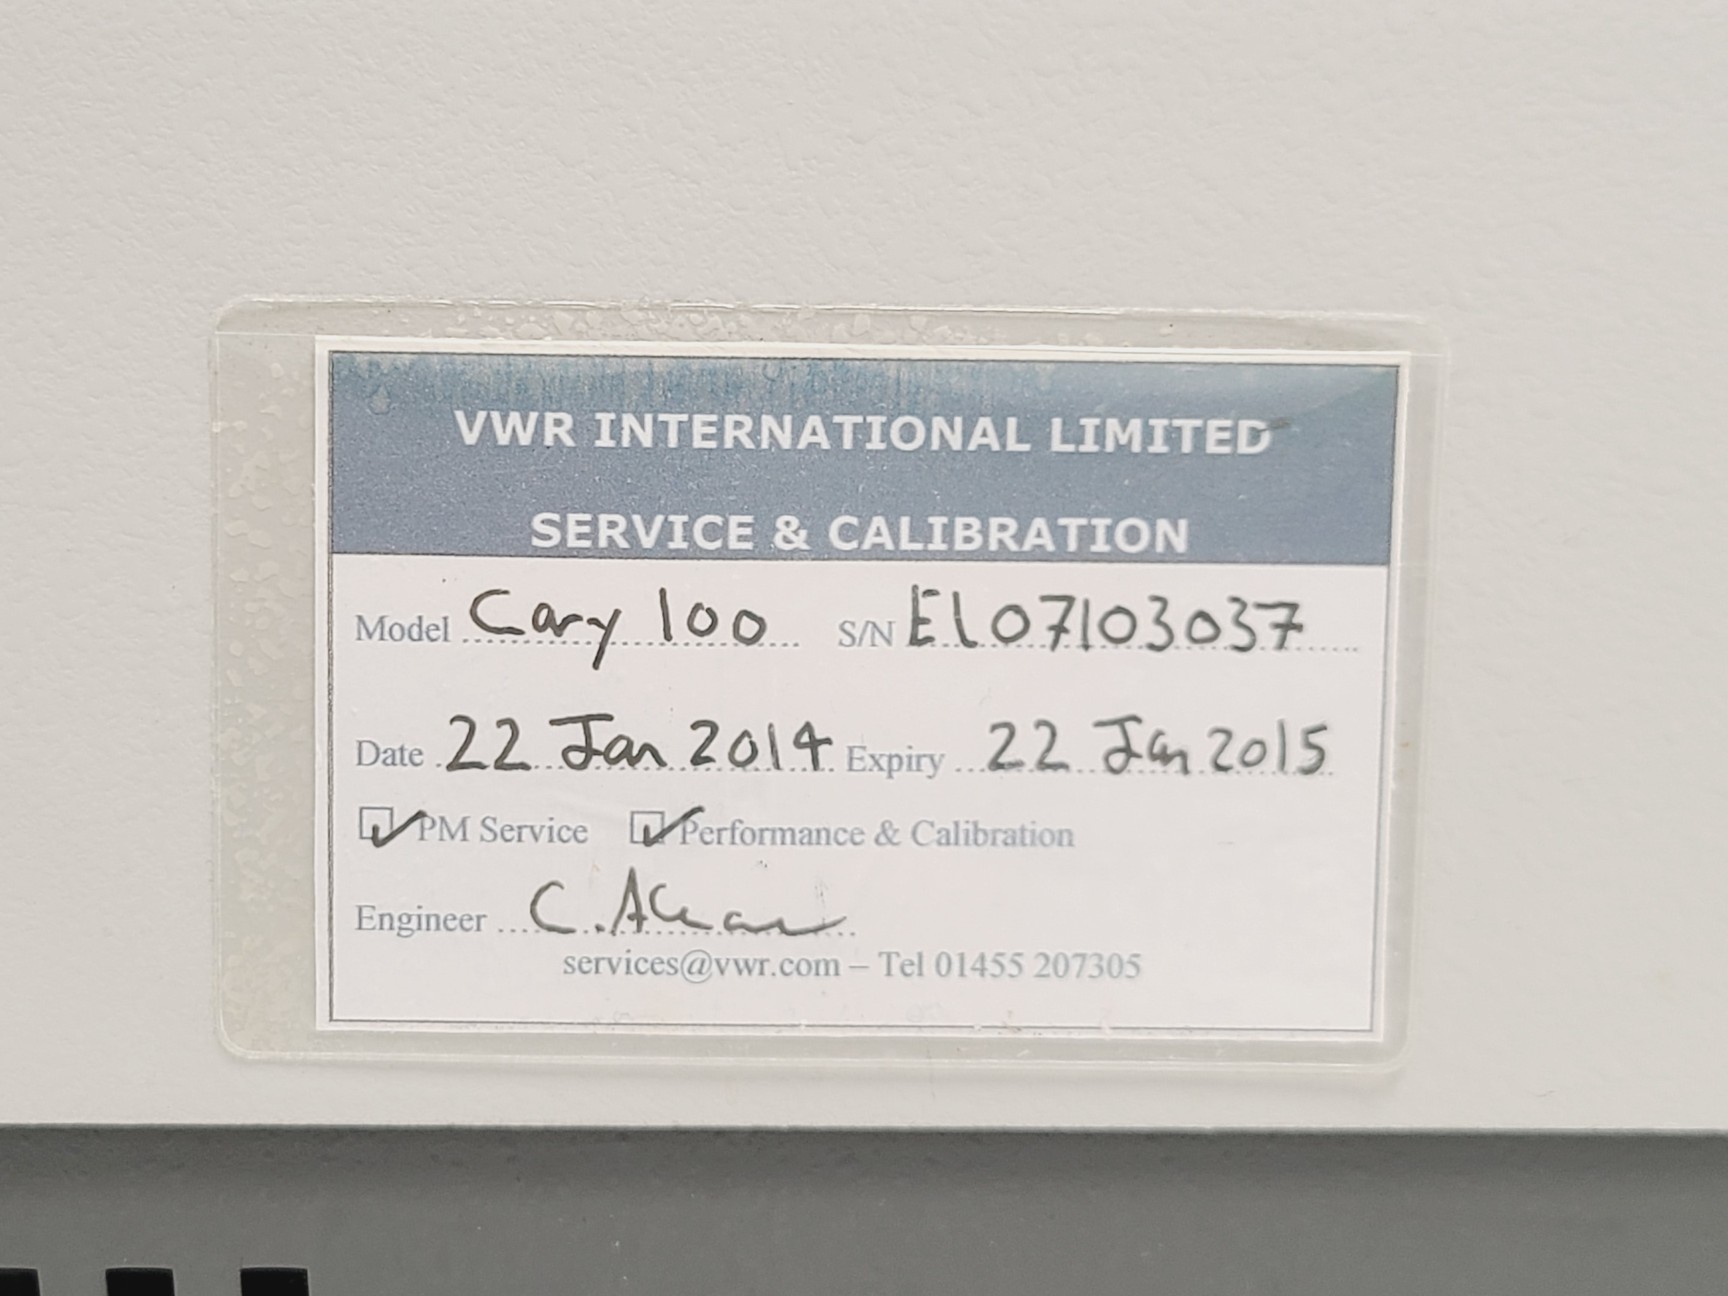 VWR INTERNATIONAL LIMITED
SERVICE & CALIBRATION
Model Cary 100 S/N EL07103037
Date 22 Jan 2014 Expiry 22 Jan 2015
PM Service Performance & Calibration
Engineer C.
services@vwr.com – Tel 01455 207305